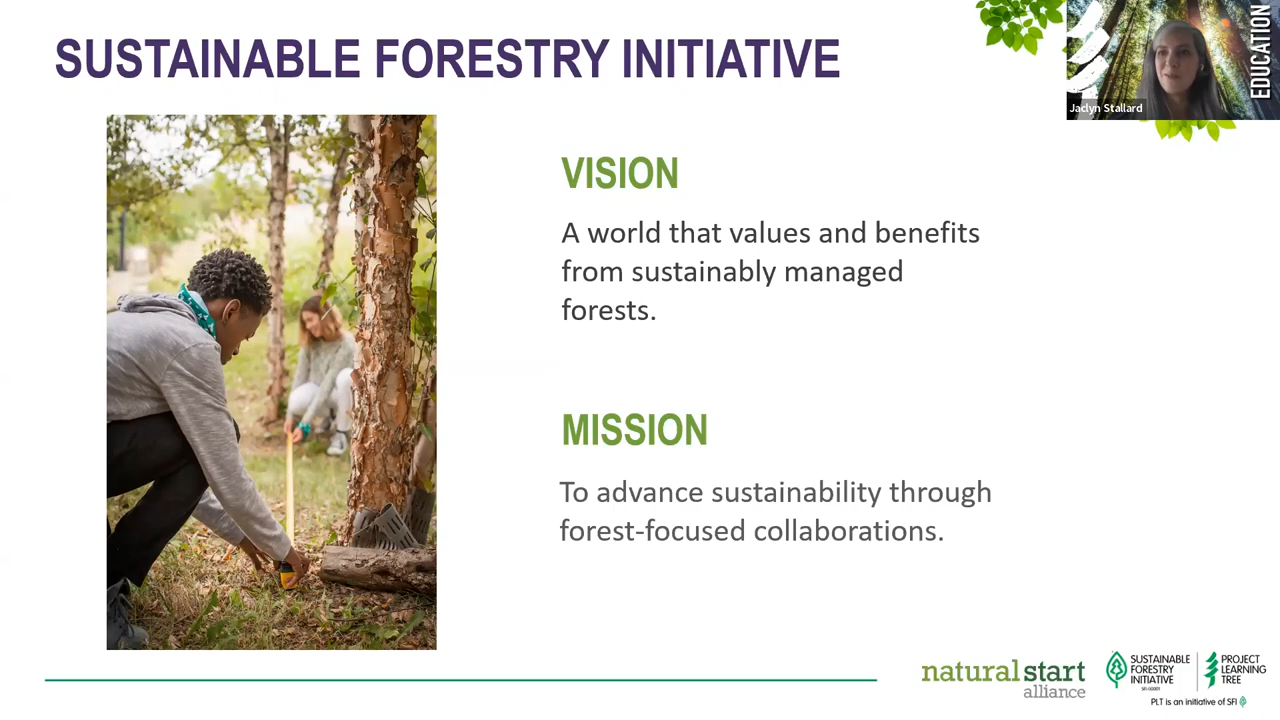 SUSTAINABLE FORESTRY INITIATIVE
EDUCATION
Jaclyn Stallard
VISION
A world that values and benefits
from sustainably managed
forests.
MISSION
To advance sustainability through
forest-focused collaborations.
natural start
alliance
SUSTAINABLE
FORESTRY
INITIATIVE
SFI-00001
PROJECT
LEARNING
TREE
PLT is an initiative of SFI